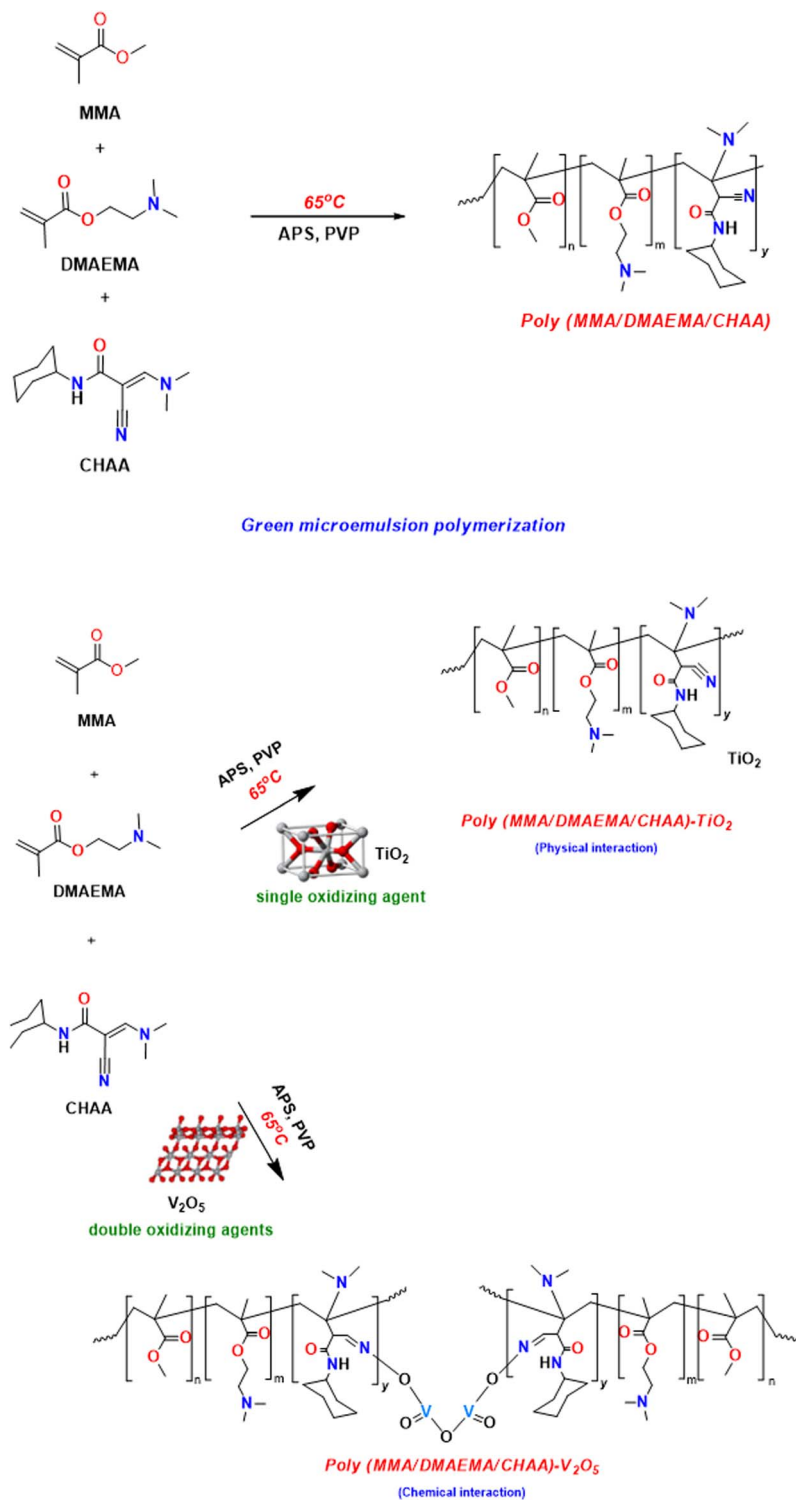 O
O
MMA
+
O
O
N
DMAEMA
+
65°C
APS, PVP
O
N
H
N
N
CHAA
N
O
O
n
O
O
N
m
O
N
H
N
y
Poly (MMA/DMAEMA/CHAA)
Green microemulsion polymerization
O
O
MMA
+
O
O
N
DMAEMA
+
APS, PVP
65°C
TiO2
single oxidizing agent
N
O
O
n
O
O
N
m
O
N
H
N
y
TiO2
Poly (MMA/DMAEMA/CHAA)-TiO2
(Physical interaction)
O
N
H
N
N
CHAA
APS, PVP
65°C
V2O5
double oxidizing agents
O
O
n
O
O
N
m
N
O
N
H
N
y
O
V
O
O
V
O
O
N
N
O
N
H
y
O
O
N
m
O
O
n
Poly (MMA/DMAEMA/CHAA)-V2O5
(Chemical interaction)